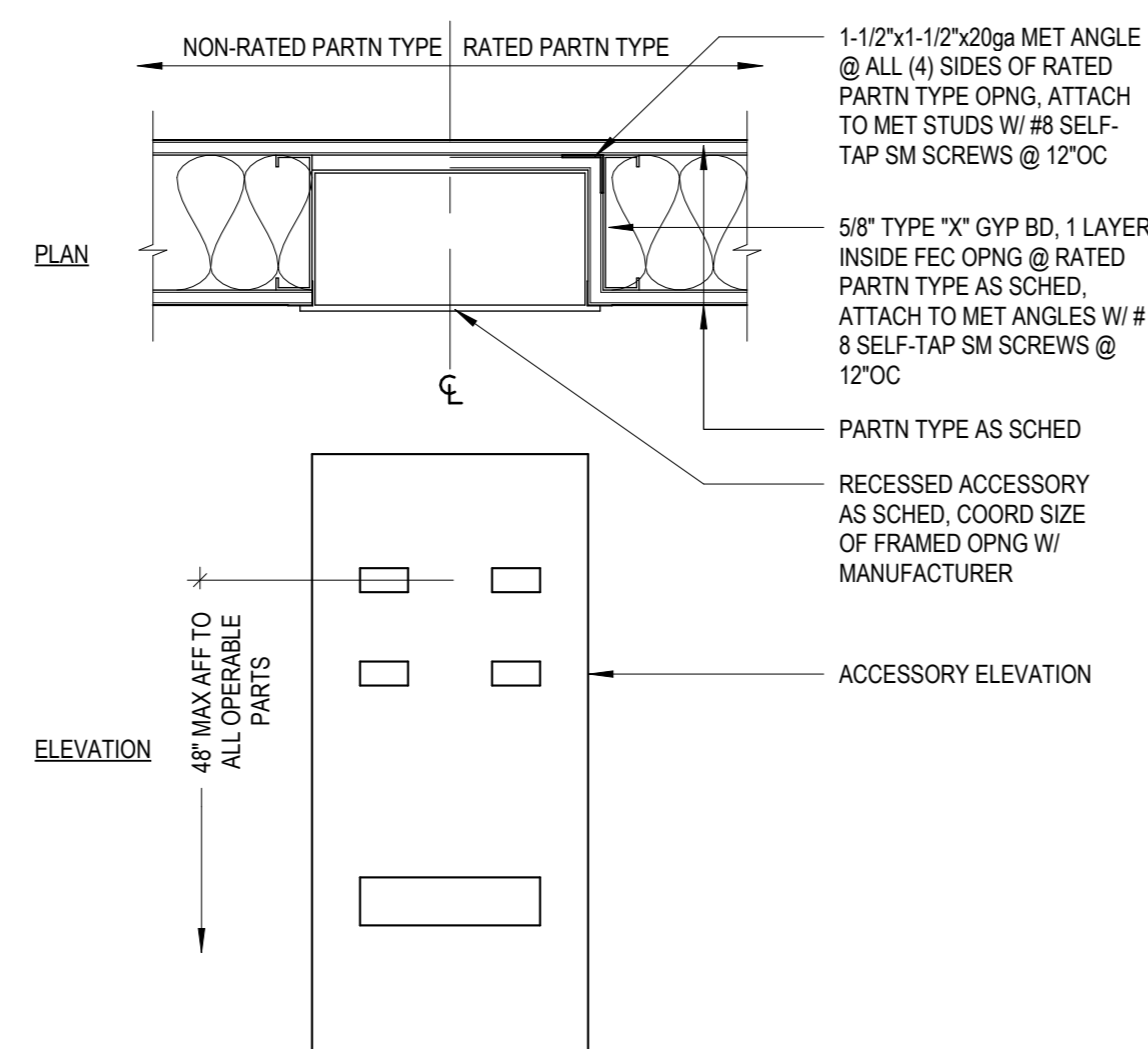 NON-RATED PARTN TYPE
RATED PARTN TYPE
1-1/2"x1-1/2"x20ga MET ANGLE
@ ALL (4) SIDES OF RATED
PARTN TYPE OPNG, ATTACH
TO MET STUDS W/ #8 SELF-
TAP SM SCREWS @ 12"OC
PLAN
5/8" TYPE "X" GYP BD, 1 LAYER
INSIDE FEC OPNG @ RATED
PARTN TYPE AS SCHED,
ATTACH TO MET ANGLES W/ #
8 SELF-TAP SM SCREWS @
12"OC
℄
PARTN TYPE AS SCHED
RECESSED ACCESSORY
AS SCHED, COORD SIZE
OF FRAMED OPNG W/
MANUFACTURER
48" MAX AFF TO
ALL OPERABLE
PARTS
ACCESSORY ELEVATION
ELEVATION